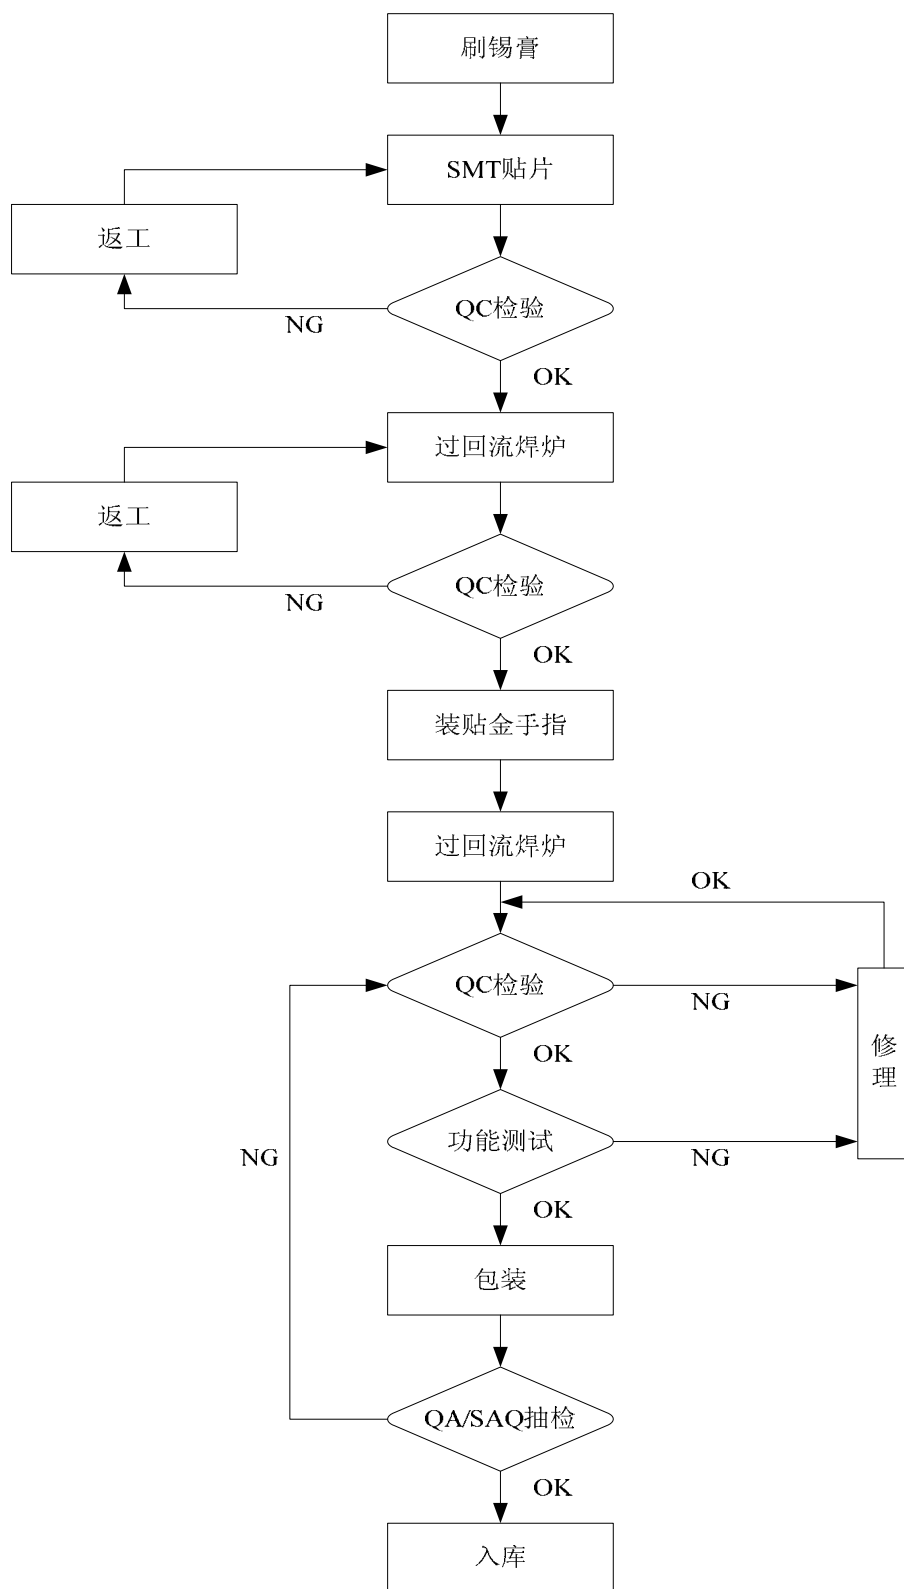 刷锡膏
SMT贴片
返工
QC检验
NG
OK
过回流焊炉
返工
QC检验
NG
OK
装贴金手指
过回流焊炉
OK
QC检验
NG
OK
修
理
功能测试
NG
NG
OK
包装
QA/SAQ抽检
OK
入库